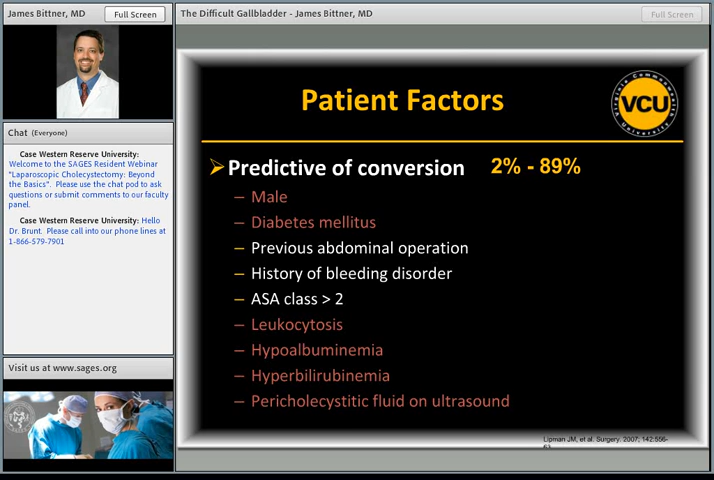 James Bittner, MD
Full Screen
The Difficult Gallbladder - James Bittner, MD
Full Screen
Chat (Everyone)
Case Western Reserve University:
Welcome to the SAGES Resident Webinar
"Laparoscopic Cholecystectomy: Beyond
the Basics". Please use the chat pod to ask
questions or submit comments to our faculty
panel.
Case Western Reserve University: Hello
Dr. Brunt. Please call into our phone lines at
1-866-579-7901
Visit us at www.sages.org
Patient Factors
VCU
➢Predictive of conversion 2% - 89%
– Male
– Diabetes mellitus
– Previous abdominal operation
– History of bleeding disorder
– ASA class > 2
– Leukocytosis
– Hypoalbuminemia
– Hyperbilirubinemia
– Pericholecystitic fluid on ultrasound
Lipman JM, et al. Surgery. 2007; 142:556-